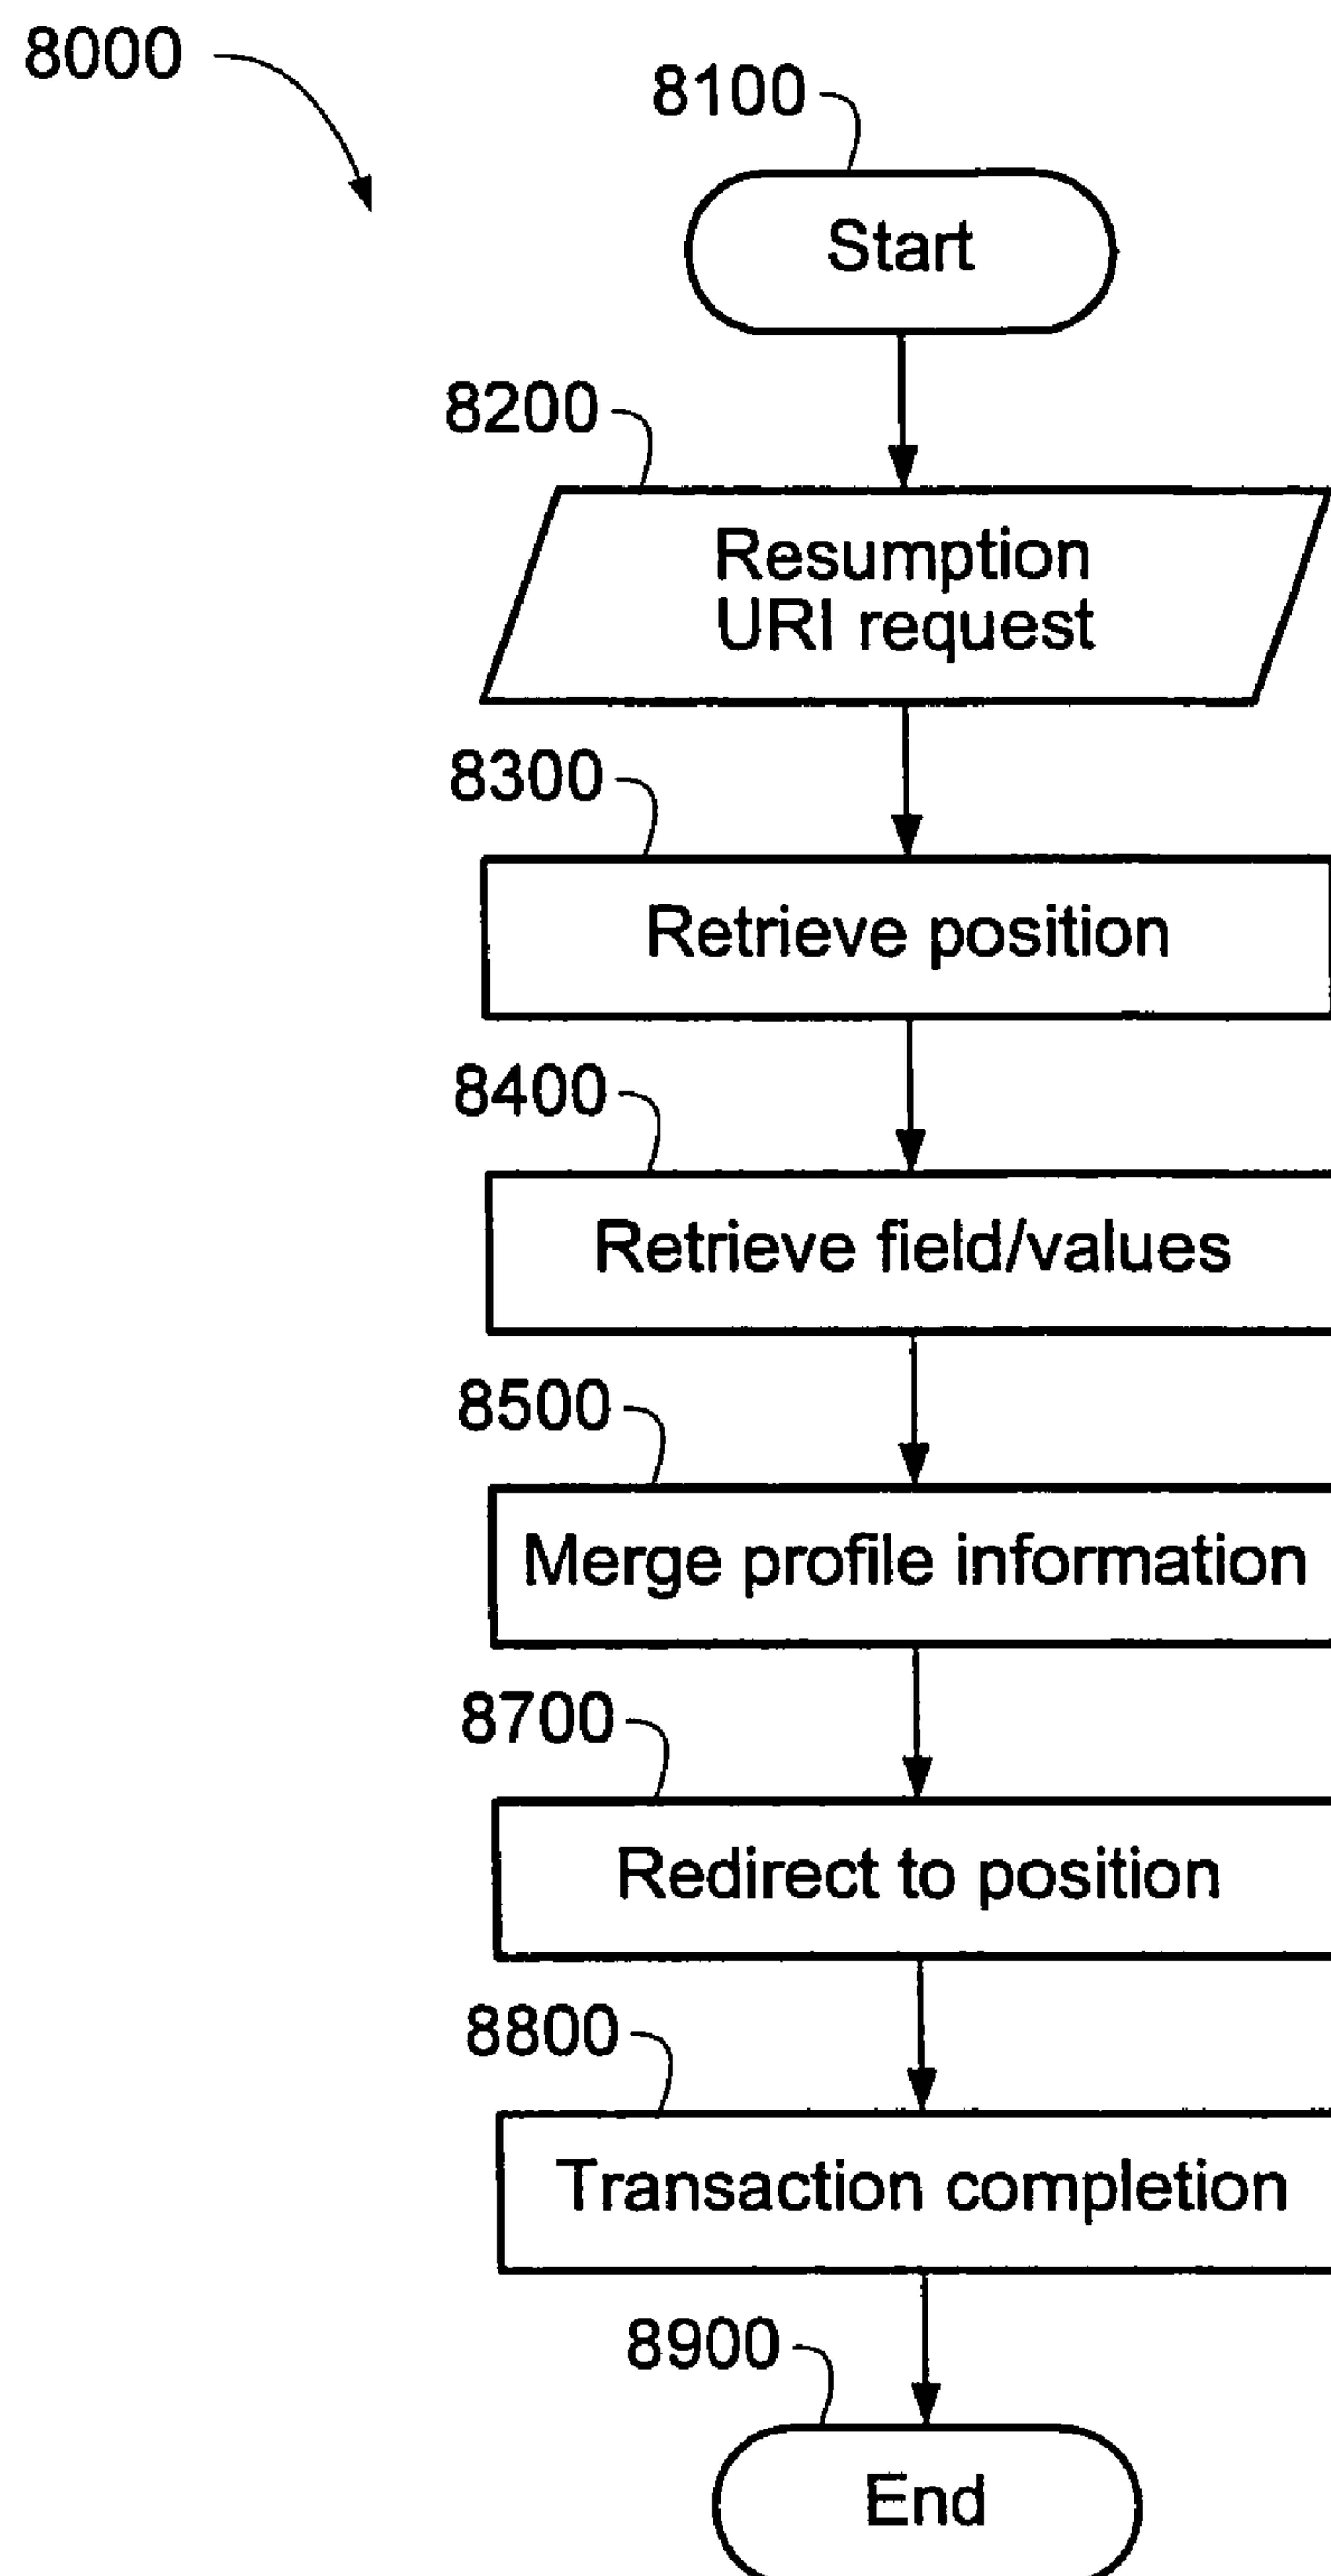 8000
8100
Start
8200
Resumption
URI request
8300
Retrieve position
8400
Retrieve field/values
8500
Merge profile information
8700
Redirect to position
8800
Transaction completion
8900
End